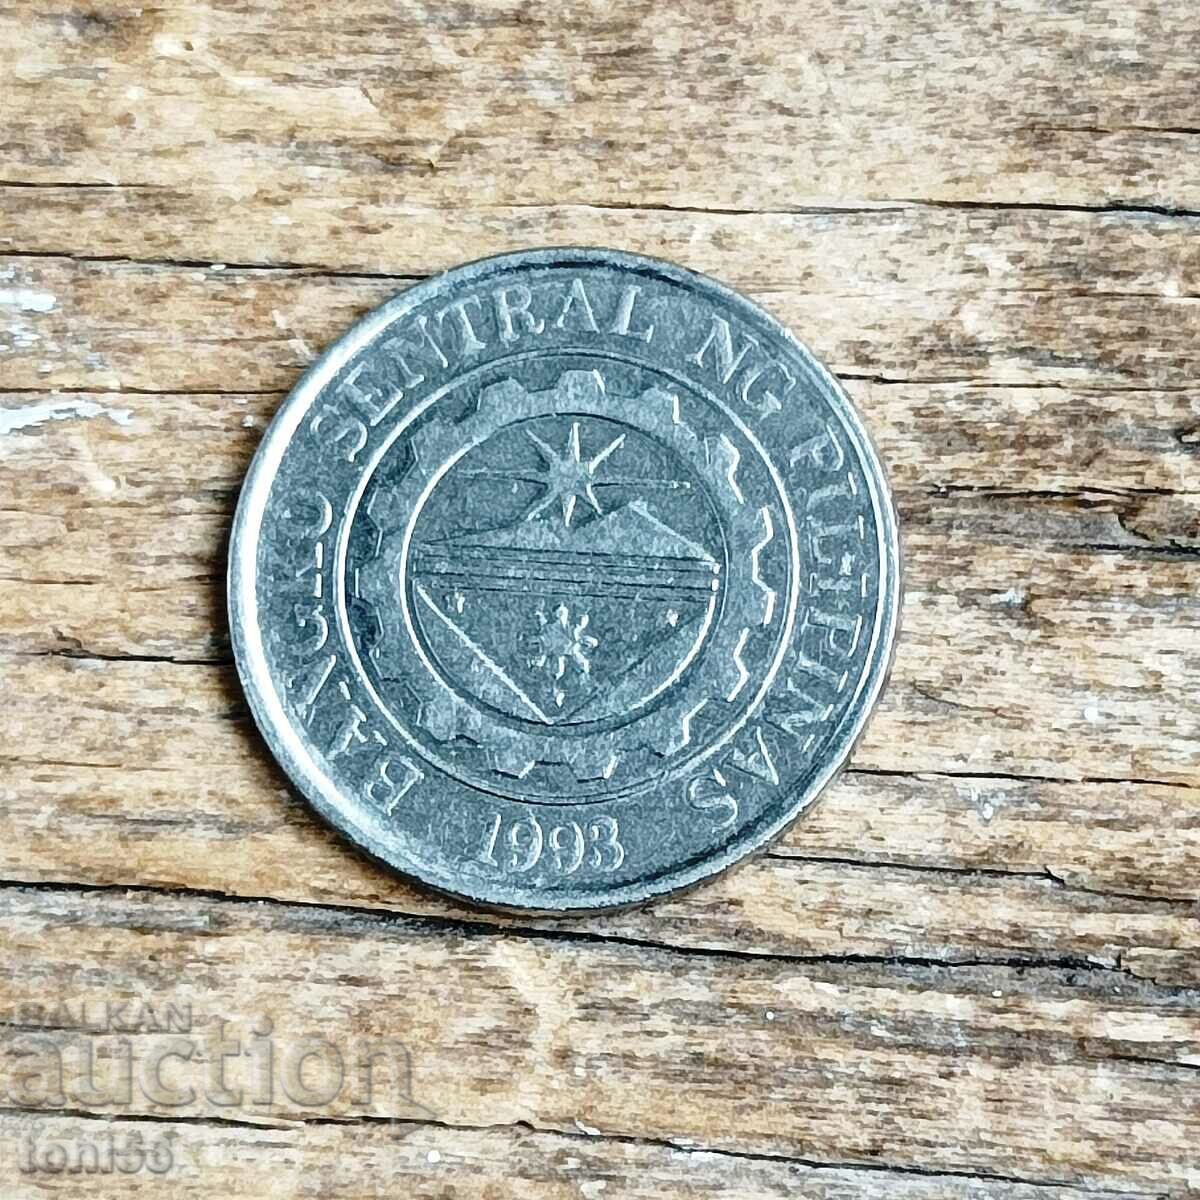 BANGKO SENTRAL NG PILIPINAS
1993
BALKAN
auction
toni58